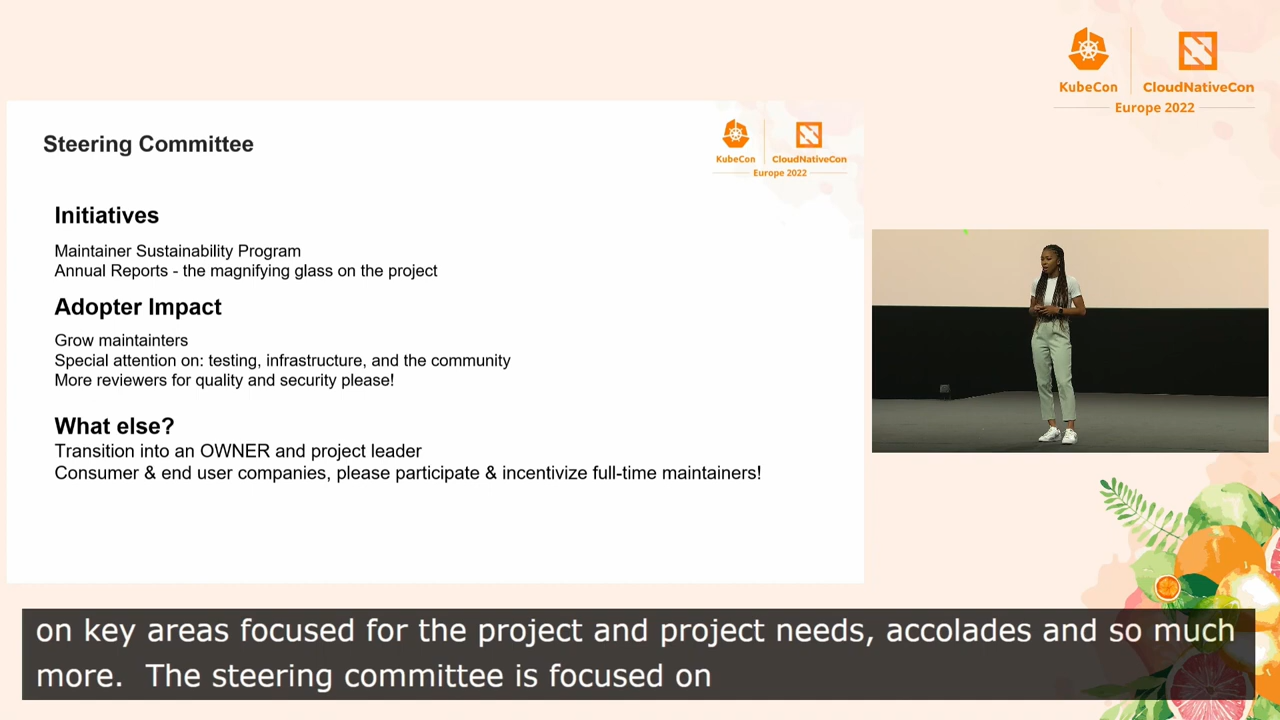 KubeCon
CloudNativeCon
Europe 2022
Steering Committee
KubeCon
CloudNativeCon
Europe 2022
Initiatives
Maintainer Sustainability Program
Annual Reports - the magnifying glass on the project
Adopter Impact
Grow maintainters
Special attention on: testing, infrastructure, and the community
More reviewers for quality and security please!
What else?
Transition into an OWNER and project leader
Consumer & end user companies, please participate & incentivize full-time maintainers!
on key areas focused for the project and project needs, accolades and so much
more.  The steering committee is focused on